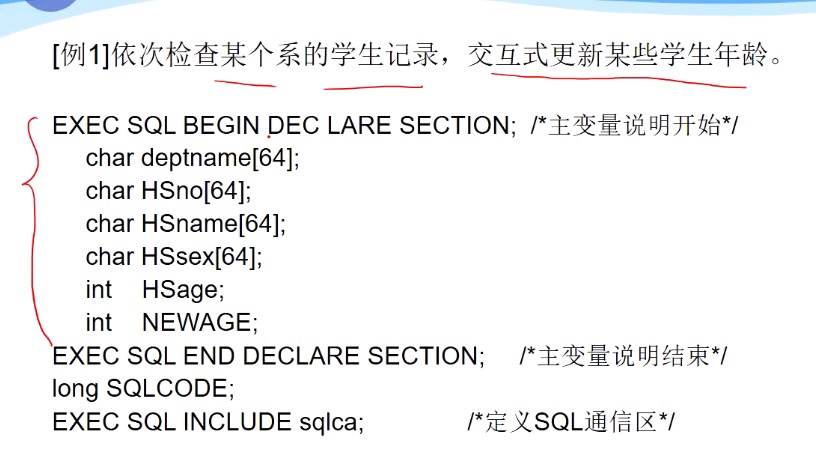 [例1]依次检查某个系的学生记录，交互式更新某些学生年龄。
EXEC SQL BEGIN DEC LARE SECTION; /*主变量说明开始*/
char deptname[64];
char HSno[64];
char HSname[64];
char HSsex[64];
int HSage;
int NEWAGE;
EXEC SQL END DECLARE SECTION; /*主变量说明结束*/
long SQLCODE;
EXEC SQL INCLUDE sqlca; /*定义SQL通信区*/